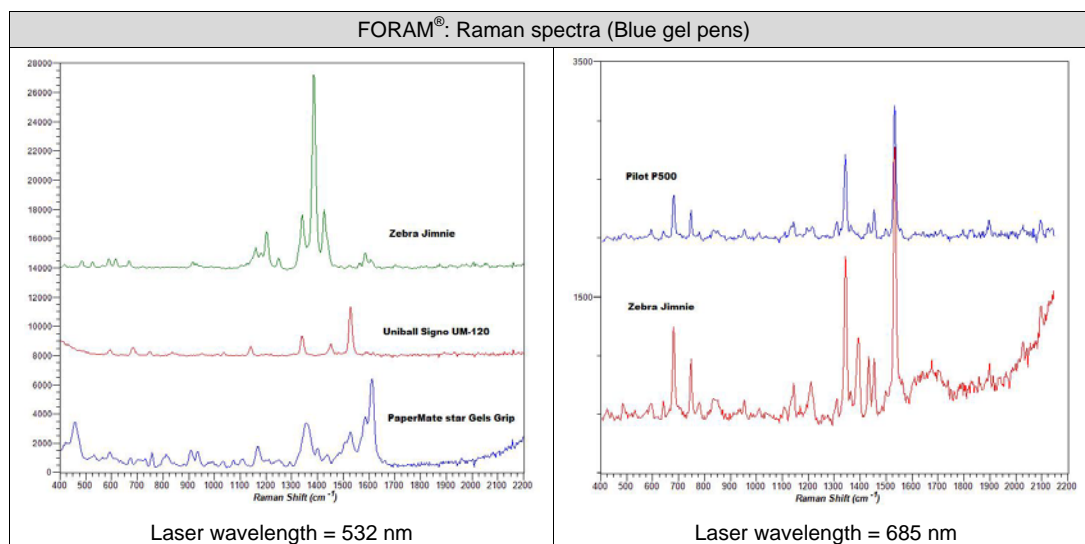 FORAM®: Raman spectra (Blue gel pens)
28000
26000
24000
22000
20000
18000
16000
14000
12000
10000
8000
6000
4000
2000
0
Zebra Jimnie
Uniball Signo UM-120
PaperMate star Gels Grip
400 500 600 700 800 900 1000 1100 1200 1300 1400 1500 1600 1700 1800 1900 2000 2100 2200
Raman Shift (cm-1)
Laser wavelength = 532 nm
3500
1500
Pilot P500
Zebra Jimnie
400 500 600 700 800 900 1000 1100 1200 1300 1400 1500 1600 1700 1800 1900 2000 2100 2200
Raman Shift (cm-1)
Laser wavelength = 685 nm